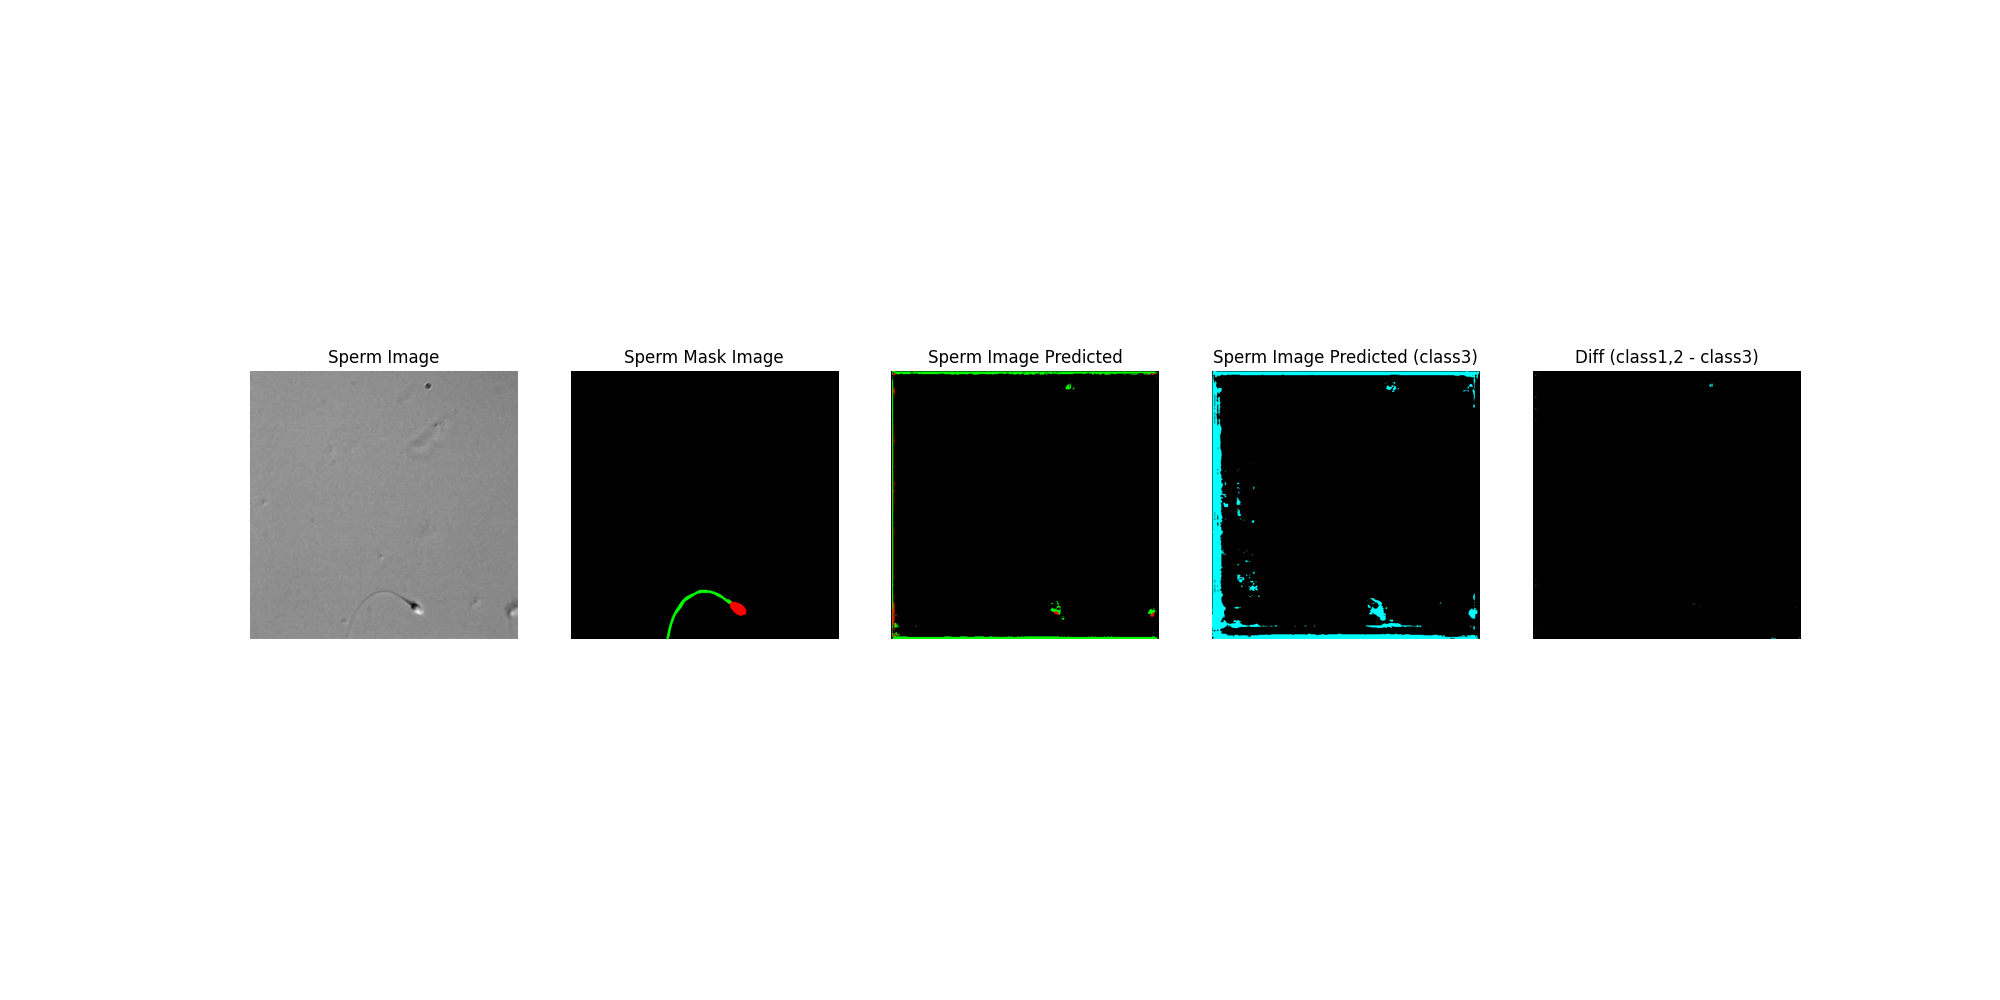 Sperm Image
Sperm Mask Image
Sperm Image Predicted
Sperm Image Predicted (class3)
Diff (class1,2 - class3)